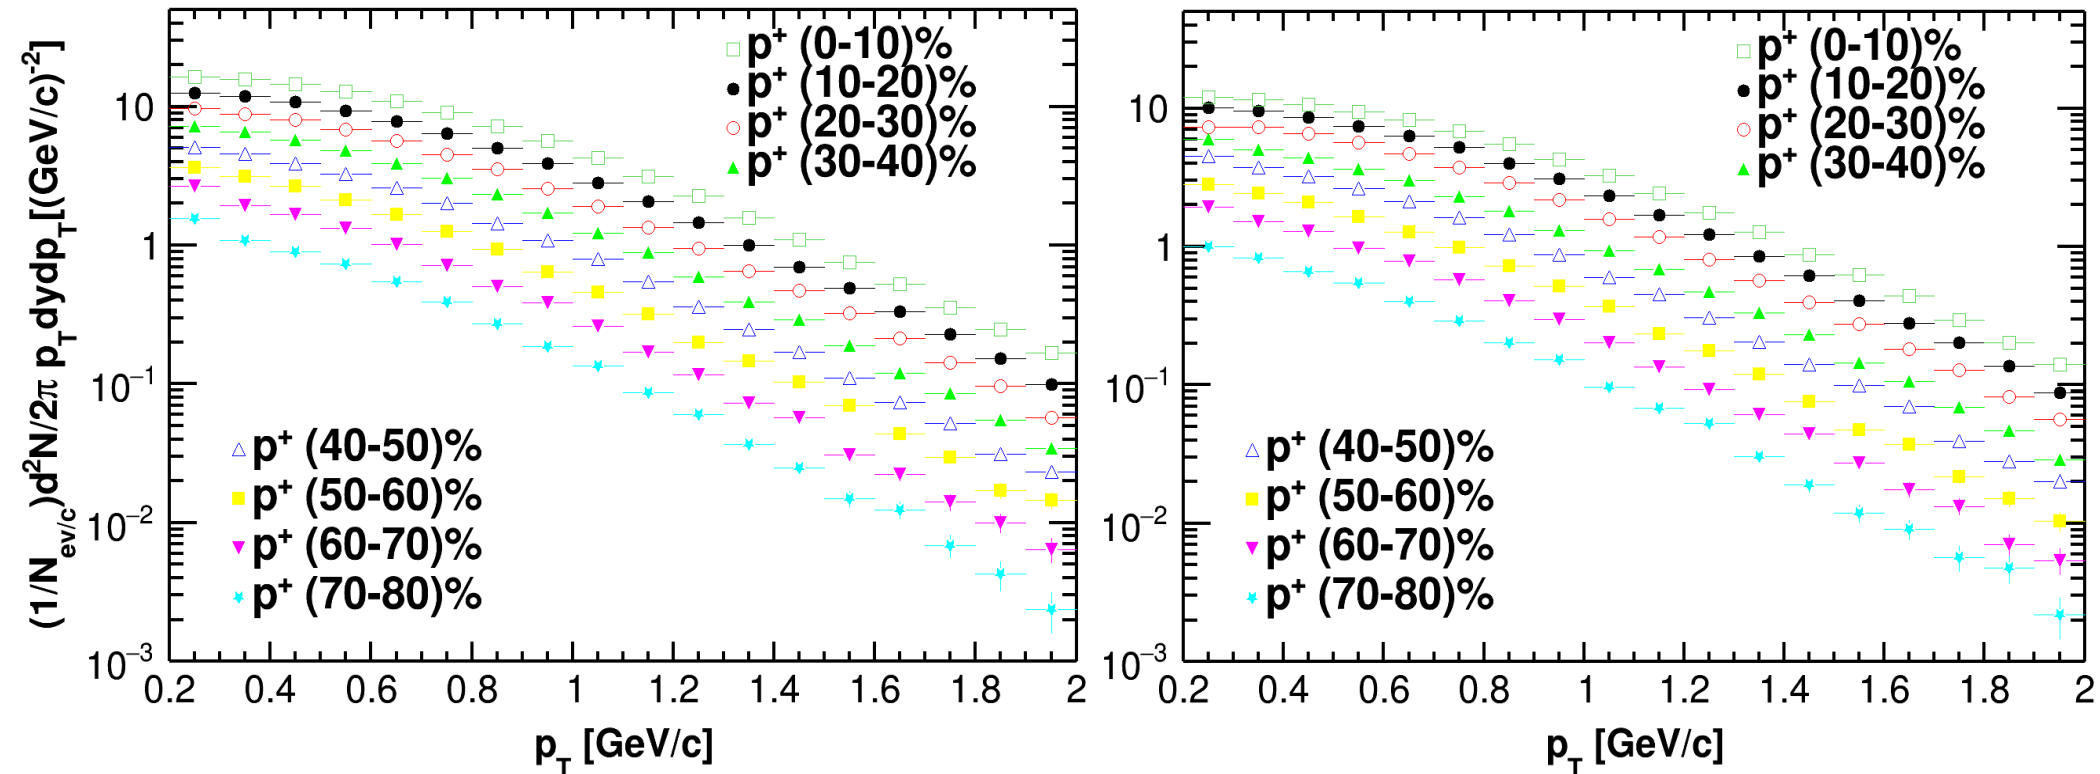 (1/N_ev/c)d²N/2π p_T dydp_T[(GeV/c)⁻²]
p⁺ (0-10)%
p⁺ (10-20)%
p⁺ (20-30)%
p⁺ (30-40)%
p⁺ (40-50)%
p⁺ (50-60)%
p⁺ (60-70)%
p⁺ (70-80)%
10
1
10⁻¹
10⁻²
10⁻³
0.2 0.4 0.6 0.8 1 1.2 1.4 1.6 1.8 2
p_T [GeV/c]
p⁺ (0-10)%
p⁺ (10-20)%
p⁺ (20-30)%
p⁺ (30-40)%
p⁺ (40-50)%
p⁺ (50-60)%
p⁺ (60-70)%
p⁺ (70-80)%
10
1
10⁻¹
10⁻²
10⁻³
0.2 0.4 0.6 0.8 1 1.2 1.4 1.6 1.8 2
p_T [GeV/c]